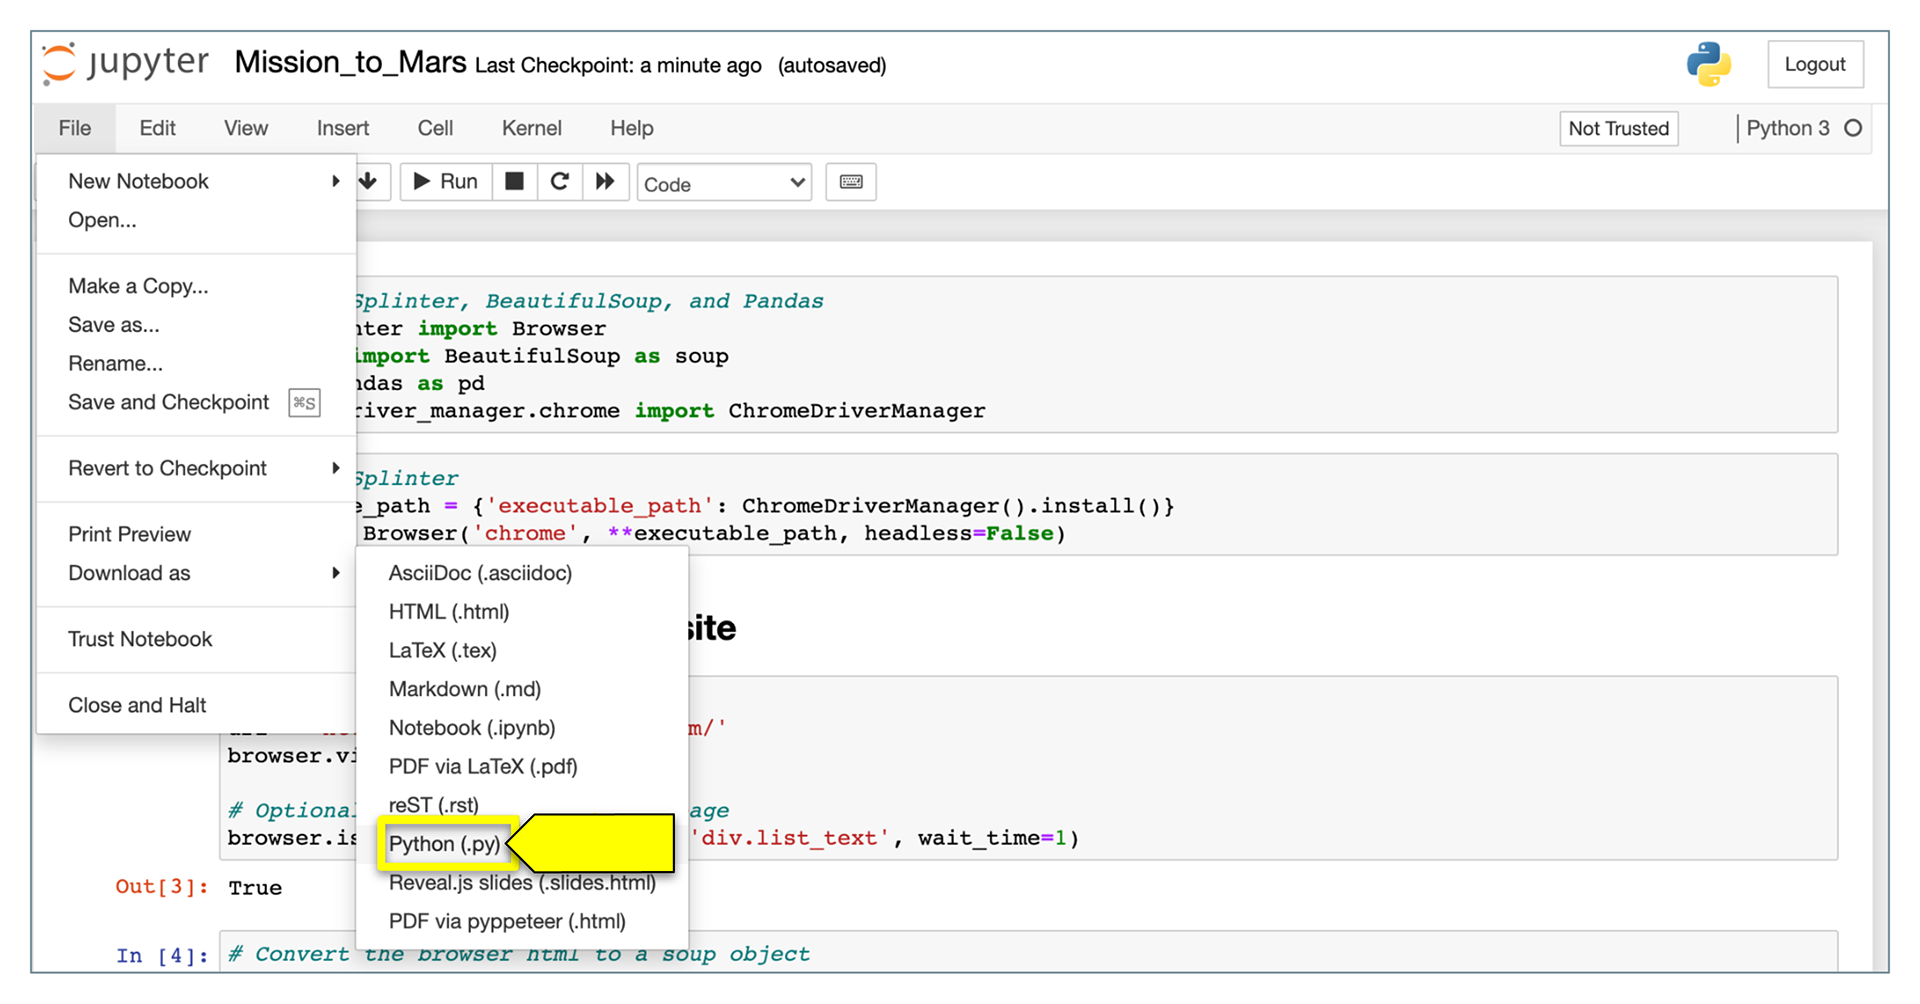 jupyter Mission_to_Mars Last Checkpoint: a minute ago (autosaved) Logout
File Edit View Insert Cell Kernel Help Not Trusted Python 3
New Notebook
Open...
Make a Copy...
Save as...
Rename...
Save and Checkpoint ⌘S
Revert to Checkpoint
Print Preview
Download as
Trust Notebook
Close and Halt
Run Code
Splinter, BeautifulSoup, and Pandas
nter import Browser
import BeautifulSoup as soup
ndas as pd
river_manager.chrome import ChromeDriverManager
Splinter
e_path = {'executable_path': ChromeDriverManager().install()}
Browser('chrome', **executable_path, headless=False)
AsciiDoc (.asciidoc)
HTML (.html)
LaTeX (.tex)
Markdown (.md)
Notebook (.ipynb)
PDF via LaTeX (.pdf)
reST (.rst)
Python (.py)
Reveal.js slides (.slides.html)
PDF via pyppeteer (.html)
site
m/'
browser.vi
# Optional age
browser.is 'div.list_text', wait_time=1)
Out[3]: True
In [4]: # Convert the browser html to a soup object